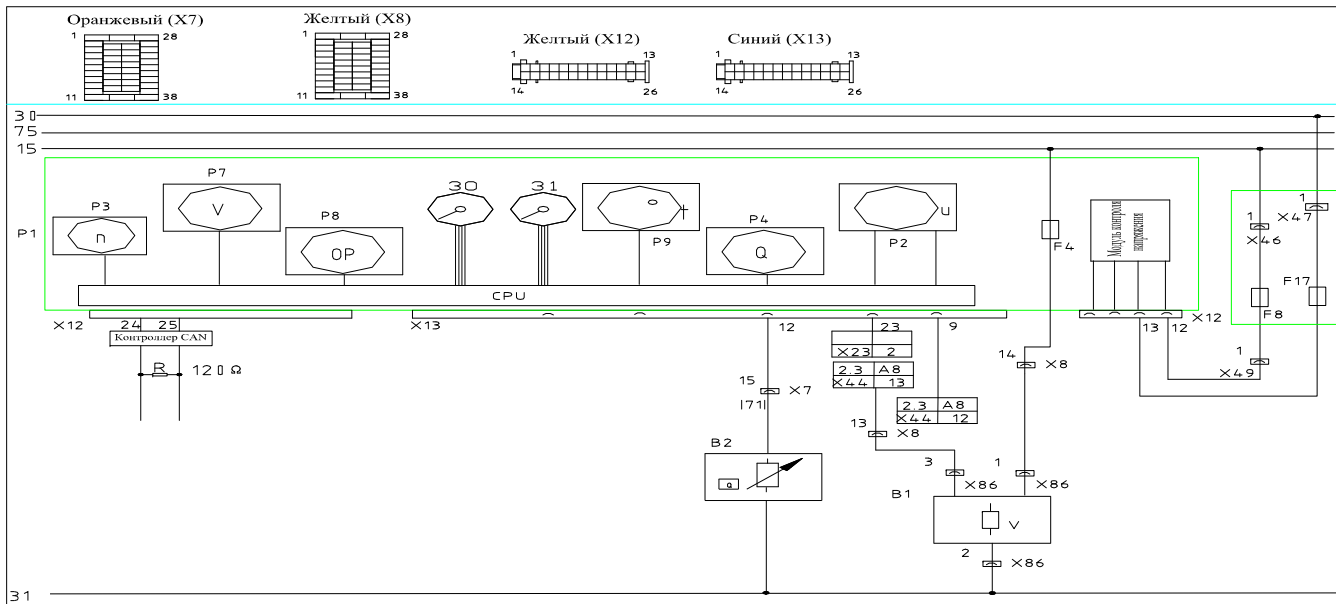 Оранжевый (X7)
Желтый (X8)
Желтый (X12)
Синий (X13)
1 28
1 28
1 13
1 13
11 38
11 38
14 26
14 26
30
75
15
P1
P3
n
P7
V
P8
OP
30
31
P9
t
P4
Q
P2
u
F4
Модуль контроля
напряжения
1
X46
F8
1
X47
F17
CPU
X12
24 25
Контроллер CAN
R 120 Ω
X13
12
23
9
X23 2
2.3 A8
X44 13
2.3 A8
X44 12
13 12
X12
1
X49
14 X8
15 X7
|71|
13 X8
B2
Q
3 X86
1 X86
B1
V
2 X86
31